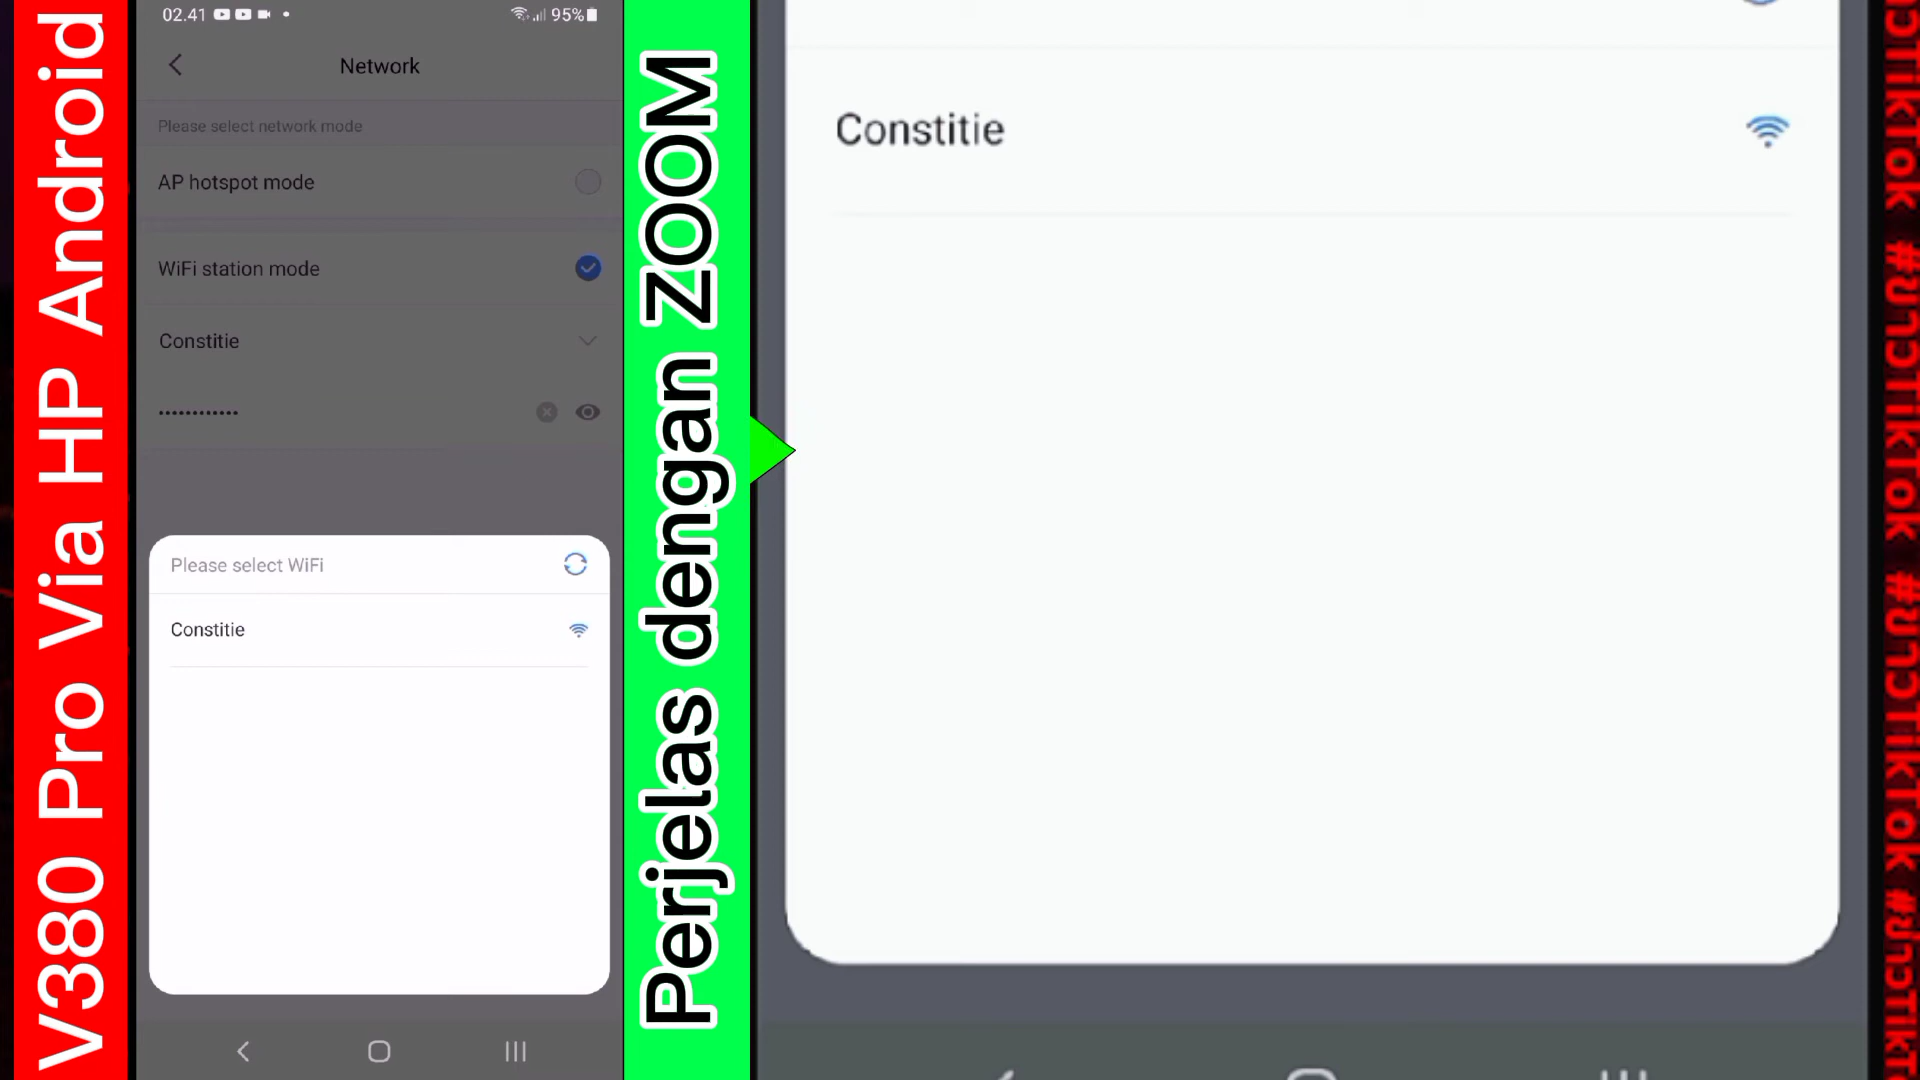 V380 Pro Via HP Android
02.41
95%
Network
Please select network mode
AP hotspot mode
WiFi station mode
Constitie
••••••••••••
Please select WiFi
Constitie
Perjelas dengan ZOOM
Constitie